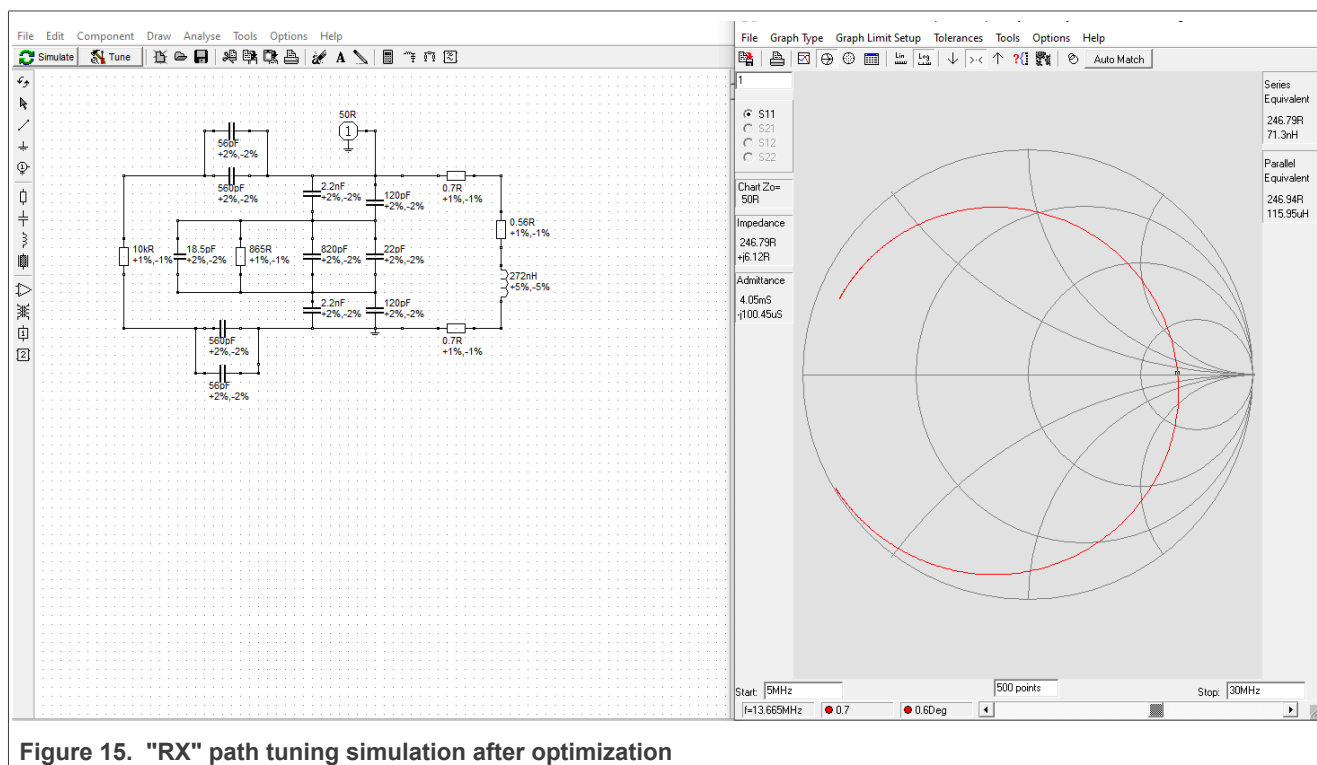 File Edit Component Draw Analyse Tools Options Help
Simulate Tune
50R
1
56pF
+2%,-2%
560pF
+2%,-2%
2.2nF
+2%,-2%
120pF
+2%,-2%
0.7R
+1%,-1%
0.56R
+1%,-1%
10kR
+1%,-1%
18.5pF
+2%,-2%
865R
+1%,-1%
820pF
+2%,-2%
22pF
+2%,-2%
272nH
+5%,-5%
2.2nF
+2%,-2%
120pF
+2%,-2%
560pF
+2%,-2%
0.7R
+1%,-1%
56pF
+2%,-2%
File Graph Type Graph Limit Setup Tolerances Tools Options Help
Lin Log Auto Match
1
S11
S21
S12
S22
Chart Zo=
50R
Impedance
246.79R
+j6.12R
Admittance
4.05mS
-j100.45uS
Series
Equivalent
246.79R
71.3nH
Parallel
Equivalent
246.94R
115.95uH
Start: 5MHz 500 points Stop: 30MHz
f=13.665MHz 0.7 0.6Deg
Figure 15. "RX" path tuning simulation after optimization